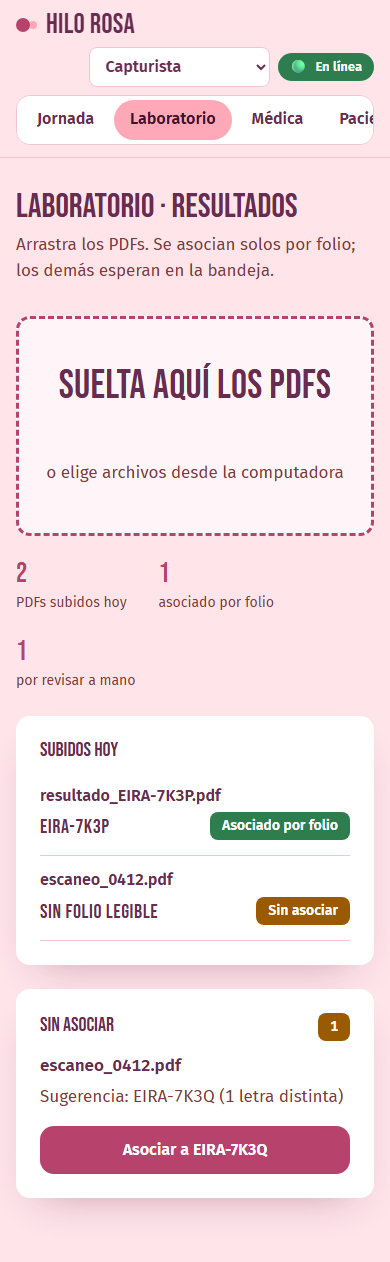 HILO ROSA
Capturista
En línea
Jornada
Laboratorio
Médica
Pacie
LABORATORIO · RESULTADOS
Arrastra los PDFs. Se asocian solos por folio;
los demás esperan en la bandeja.
SUELTA AQUÍ LOS PDFS
o elige archivos desde la computadora
2
PDFs subidos hoy
1
asociado por folio
1
por revisar a mano
SUBIDOS HOY
resultado_EIRA-7K3P.pdf
EIRA-7K3P
Asociado por folio
escaneo_0412.pdf
SIN FOLIO LEGIBLE
Sin asociar
SIN ASOCIAR
1
escaneo_0412.pdf
Sugerencia: EIRA-7K3Q (1 letra distinta)
Asociar a EIRA-7K3Q